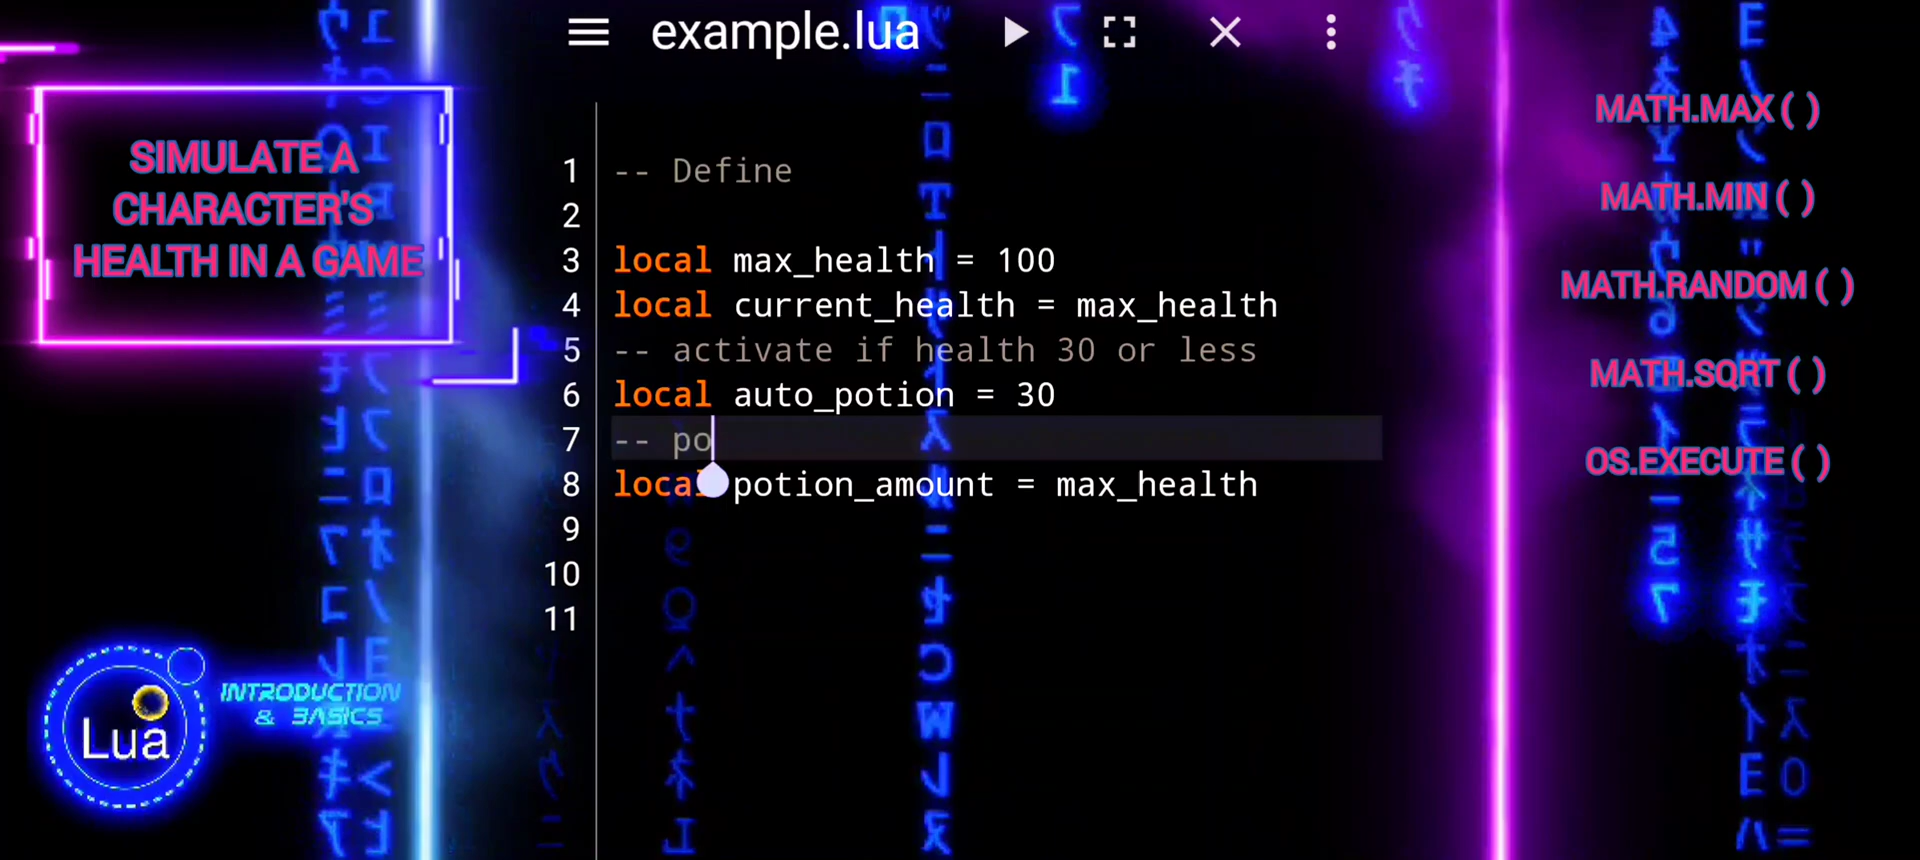 SIMULATE A
CHARACTER'S
HEALTH IN A GAME
example.lua
1 -- Define
2
3 local max_health = 100
4 local current_health = max_health
5 -- activate if health 30 or less
6 local auto_potion = 30
7 -- po
8 local potion_amount = max_health
9
10
11
MATH.MAX ( )
MATH.MIN ( )
MATH.RANDOM ( )
MATH.SQRT ( )
OS.EXECUTE ( )
Lua
INTRODUCTION
& BASICS